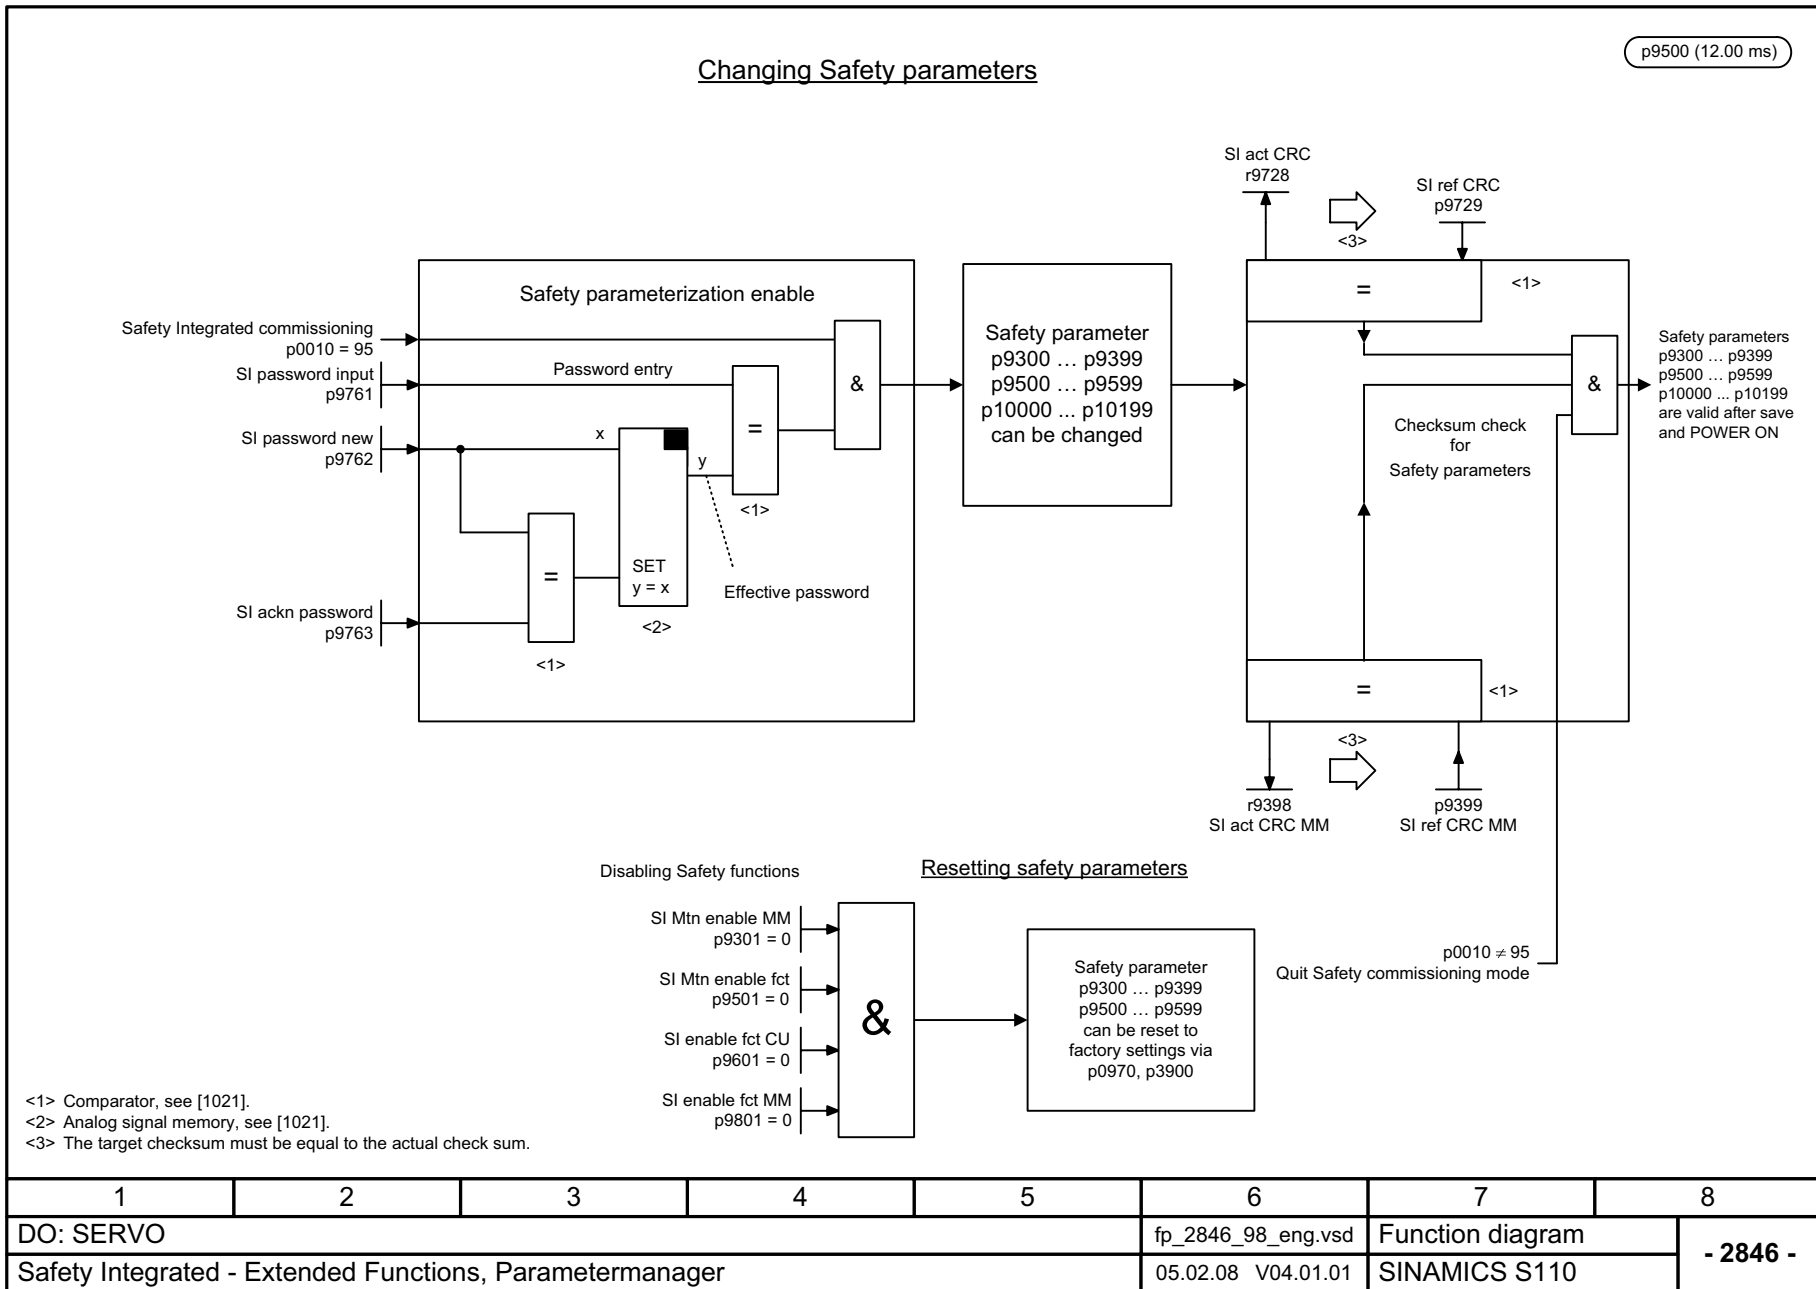 p9500 (12.00 ms)
Changing Safety parameters
SI act CRC
r9728
SI ref CRC
p9729
<3>
Safety parameterization enable
Safety Integrated commissioning
p0010 = 95
SI password input
p9761
SI password new
p9762
SI ackn password
p9763
Password entry
x
y
=
&
=
<1>
SET
y = x
<2>
=
<1>
Effective password
Safety parameter
p9300 … p9399
p9500 … p9599
p10000 ... p10199
can be changed
=
<1>
&
Checksum check
for
Safety parameters
=
<1>
Safety parameters
p9300 … p9399
p9500 … p9599
p10000 ... p10199
are valid after save
and POWER ON
<3>
r9398
SI act CRC MM
p9399
SI ref CRC MM
p0010 ≠ 95
Quit Safety commissioning mode
Disabling Safety functions
Resetting safety parameters
SI Mtn enable MM
p9301 = 0
SI Mtn enable fct
p9501 = 0
SI enable fct CU
p9601 = 0
SI enable fct MM
p9801 = 0
&
Safety parameter
p9300 … p9399
p9500 … p9599
can be reset to
factory settings via
p0970, p3900
<1> Comparator, see [1021].
<2> Analog signal memory, see [1021].
<3> The target checksum must be equal to the actual check sum.
1 2 3 4 5 6 7 8
DO: SERVO
fp_2846_98_eng.vsd
Function diagram
- 2846 -
Safety Integrated - Extended Functions, Parametermanager
05.02.08 V04.01.01
SINAMICS S110